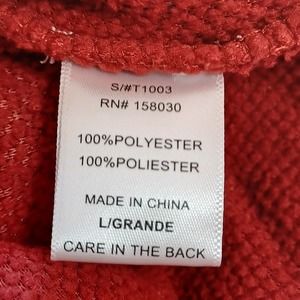 S/#T1003
RN# 158030
100%POLYESTER
100%POLIESTER
MADE IN CHINA
L/GRANDE
CARE IN THE BACK